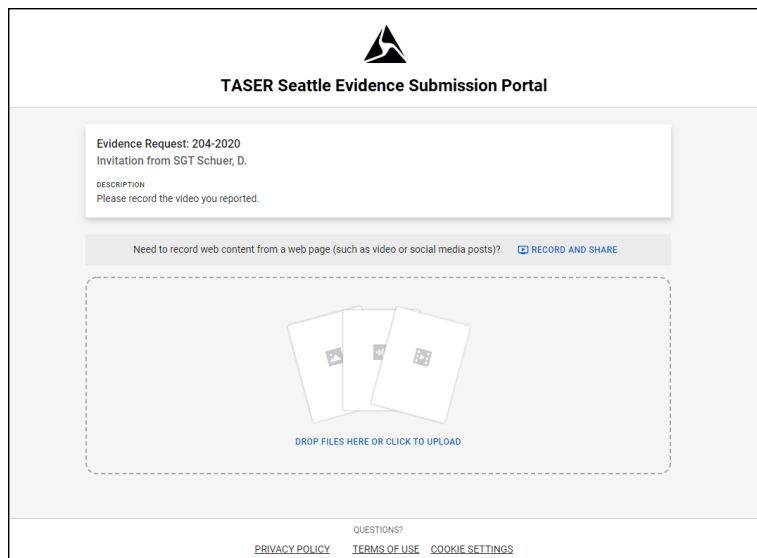 TASER Seattle Evidence Submission Portal
Evidence Request: 204-2020
Invitation from SGT Schuer, D.
DESCRIPTION
Please record the video you reported.
Need to record web content from a web page (such as video or social media posts)? RECORD AND SHARE
DROP FILES HERE OR CLICK TO UPLOAD
QUESTIONS?
PRIVACY POLICY TERMS OF USE COOKIE SETTINGS